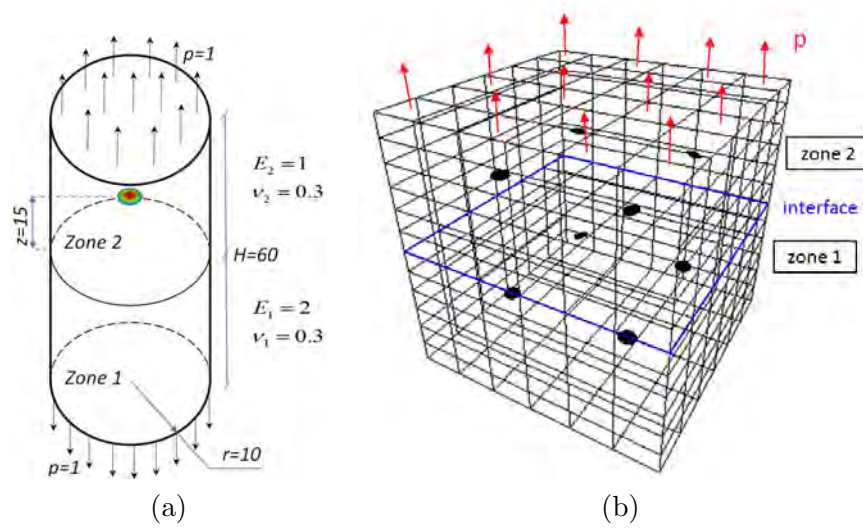 p=1
E₂ = 1
ν₂ = 0.3
z=15
Zone 2
H=60
E₁ = 2
ν₁ = 0.3
Zone 1
r=10
p=1
(a)
p
zone 2
interface
zone 1
(b)